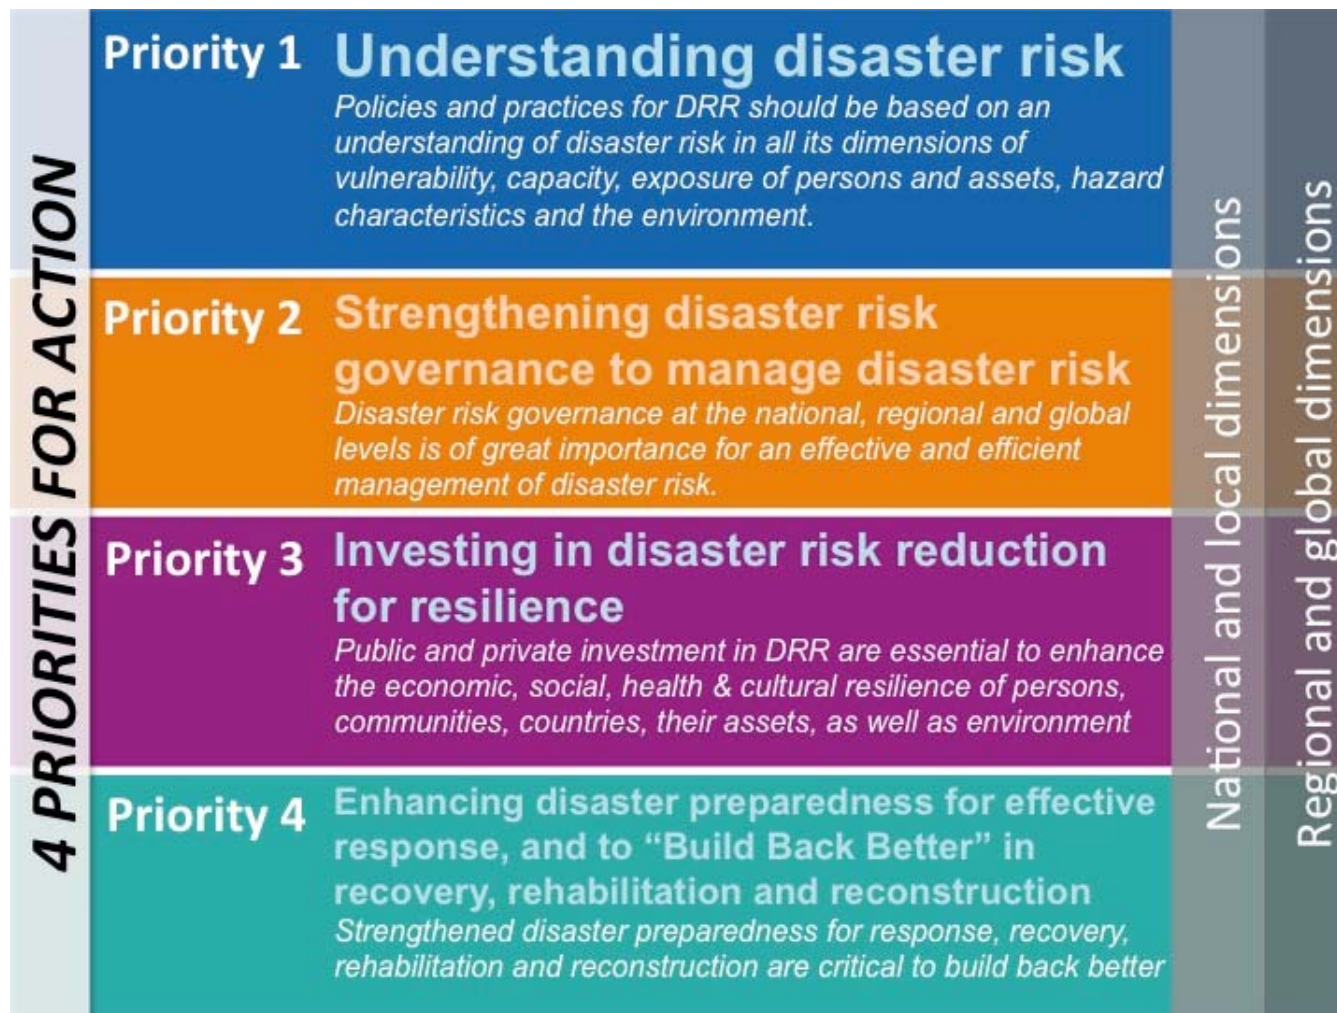 4 PRIORITIES FOR ACTION
Priority 1
Understanding disaster risk
Policies and practices for DRR should be based on an
understanding of disaster risk in all its dimensions of
vulnerability, capacity, exposure of persons and assets, hazard
characteristics and the environment.
Priority 2
Strengthening disaster risk
governance to manage disaster risk
Disaster risk governance at the national, regional and global
levels is of great importance for an effective and efficient
management of disaster risk.
Priority 3
Investing in disaster risk reduction
for resilience
Public and private investment in DRR are essential to enhance
the economic, social, health & cultural resilience of persons,
communities, countries, their assets, as well as environment
Priority 4
Enhancing disaster preparedness for effective
response, and to “Build Back Better” in
recovery, rehabilitation and reconstruction
Strengthened disaster preparedness for response, recovery,
rehabilitation and reconstruction are critical to build back better
National and local dimensions
Regional and global dimensions